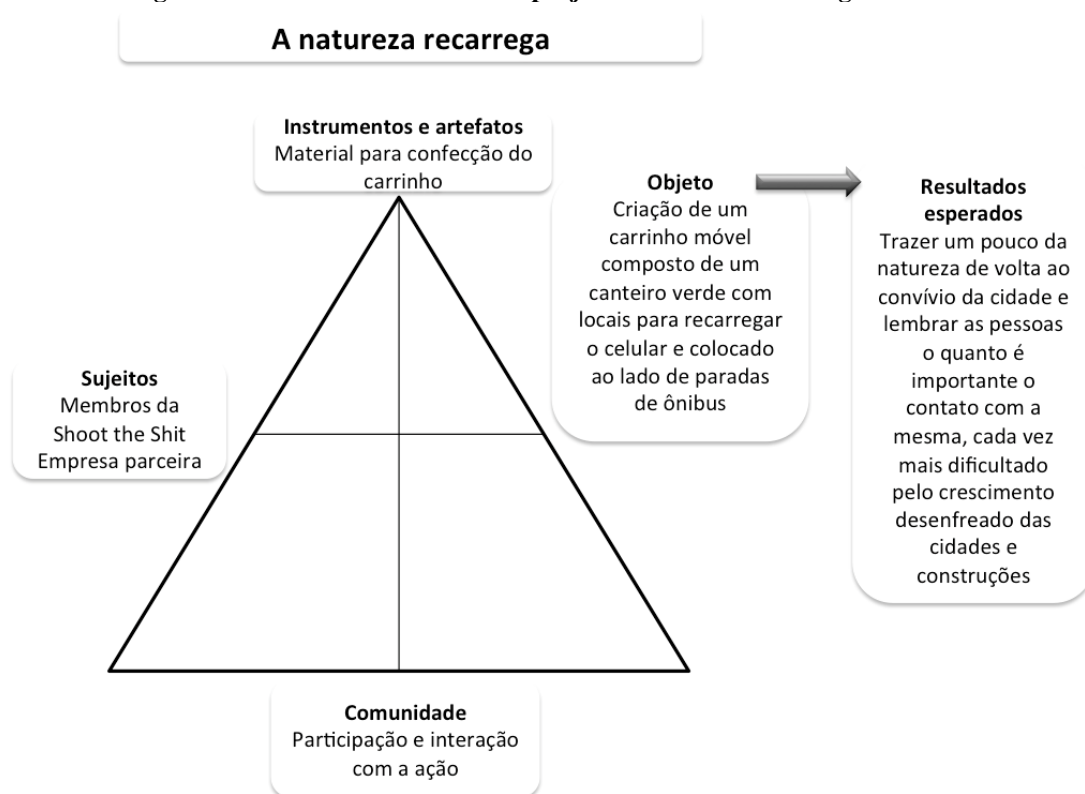 A natureza recarrega
Instrumentos e artefatos
Material para confecção do
carrinho
Objeto
Criação de um
carrinho móvel
composto de um
canteiro verde com
locais para recarregar
o celular e colocado
ao lado de paradas
de ônibus
Resultados
esperados
Trazer um pouco da
natureza de volta ao
convívio da cidade e
lembrar as pessoas
o quanto é
importante o
contato com a
mesma, cada vez
mais dificultado
pelo crescimento
desenfreado das
cidades e
construções
Sujeitos
Membros da
Shoot the Shit
Empresa parceira
Comunidade
Participação e interação
com a ação